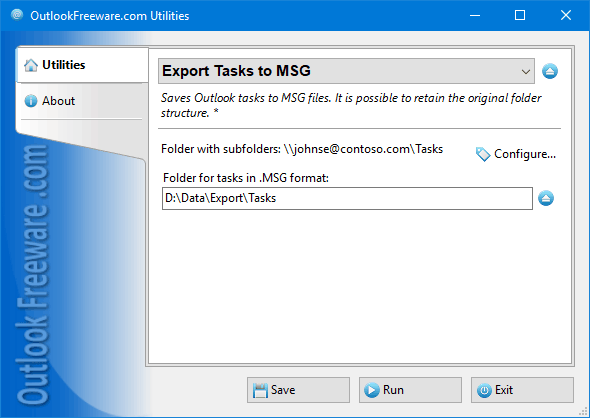 OutlookFreeware.com Utilities
Utilities
About
Export Tasks to MSG
Saves Outlook tasks to MSG files. It is possible to retain the original folder
structure. *
Folder with subfolders: \\johnse@contoso.com\Tasks
Configure...
Folder for tasks in .MSG format:
D:\Data\Export\Tasks
Outlook Freeware .com
Save
Run
Exit